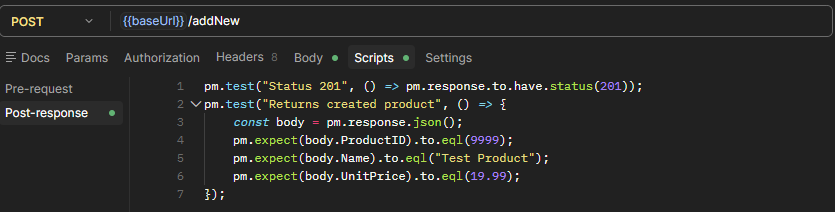 POST {{baseUrl}} /addNew
Docs Params Authorization Headers 8 Body Scripts Settings
Pre-request
Post-response
1 pm.test("Status 201", () => pm.response.to.have.status(201));
2 pm.test("Returns created product", () => {
3 const body = pm.response.json();
4 pm.expect(body.ProductID).to.eql(9999);
5 pm.expect(body.Name).to.eql("Test Product");
6 pm.expect(body.UnitPrice).to.eql(19.99);
7 });